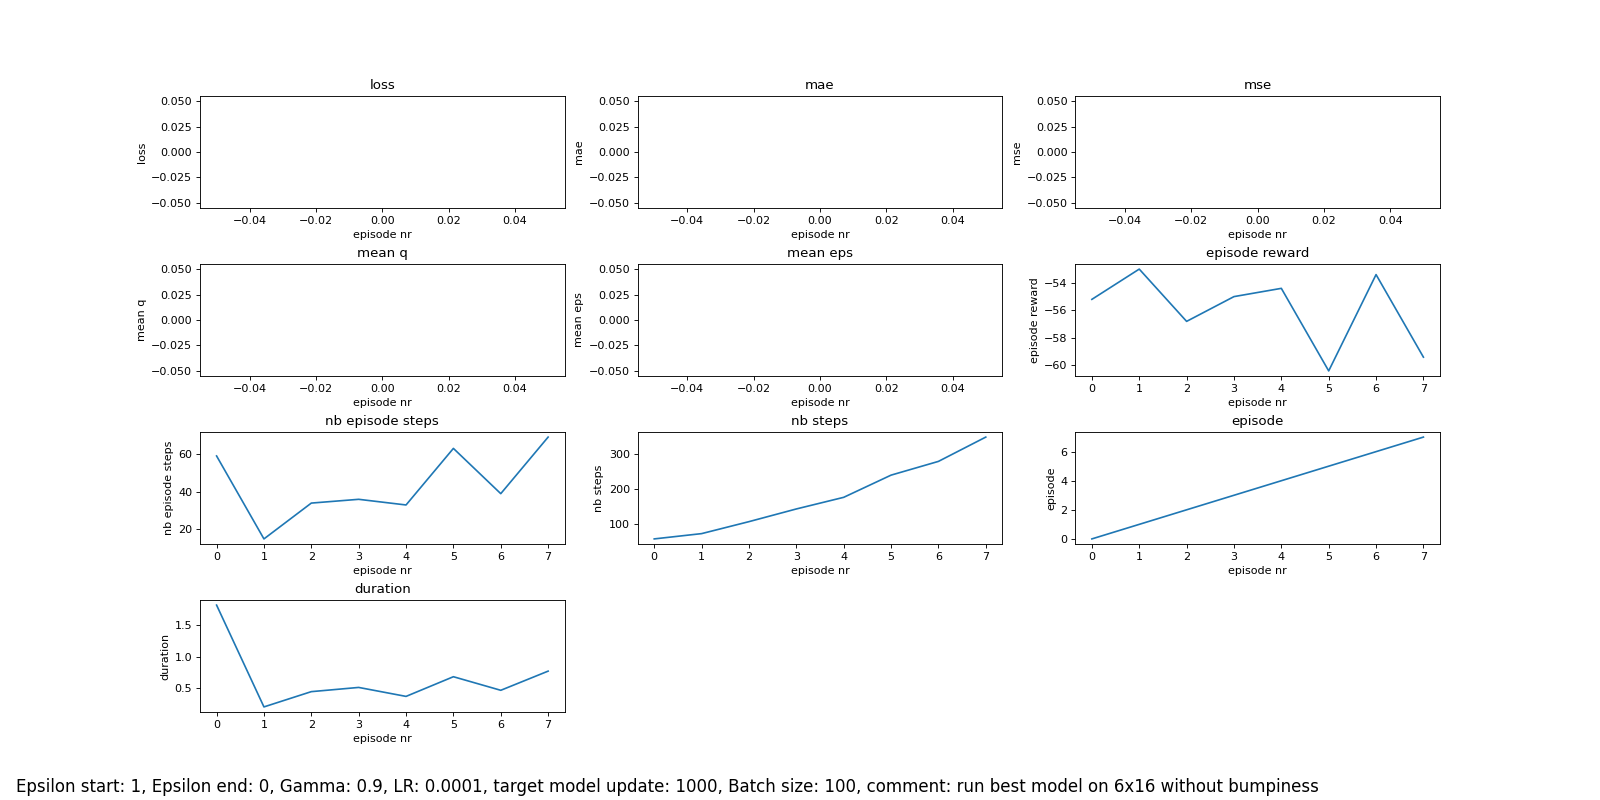 loss mae mse
0.050 0.050 0.050
0.025 0.025 0.025
0.000 0.000 0.000
−0.025 −0.025 −0.025
−0.050 −0.050 −0.050
loss mae mse
−0.04 −0.02 0.00 0.02 0.04 −0.04 −0.02 0.00 0.02 0.04 −0.04 −0.02 0.00 0.02 0.04
episode nr episode nr episode nr
mean q mean eps episode reward
0.050 0.050 −54
0.025 0.025 −56
0.000 0.000 −58
−0.025 −0.025 −60
−0.050 −0.050
mean q mean eps episode reward
−0.04 −0.02 0.00 0.02 0.04 −0.04 −0.02 0.00 0.02 0.04 0 1 2 3 4 5 6 7
episode nr episode nr episode nr
nb episode steps nb steps episode
60 300 6
40 200 4
20 100 2
0
nb episode steps nb steps episode
0 1 2 3 4 5 6 7 0 1 2 3 4 5 6 7 0 1 2 3 4 5 6 7
episode nr episode nr episode nr
duration
1.5
1.0
0.5
duration
0 1 2 3 4 5 6 7
episode nr
Epsilon start: 1, Epsilon end: 0, Gamma: 0.9, LR: 0.0001, target model update: 1000, Batch size: 100, comment: run best model on 6x16 without bumpiness